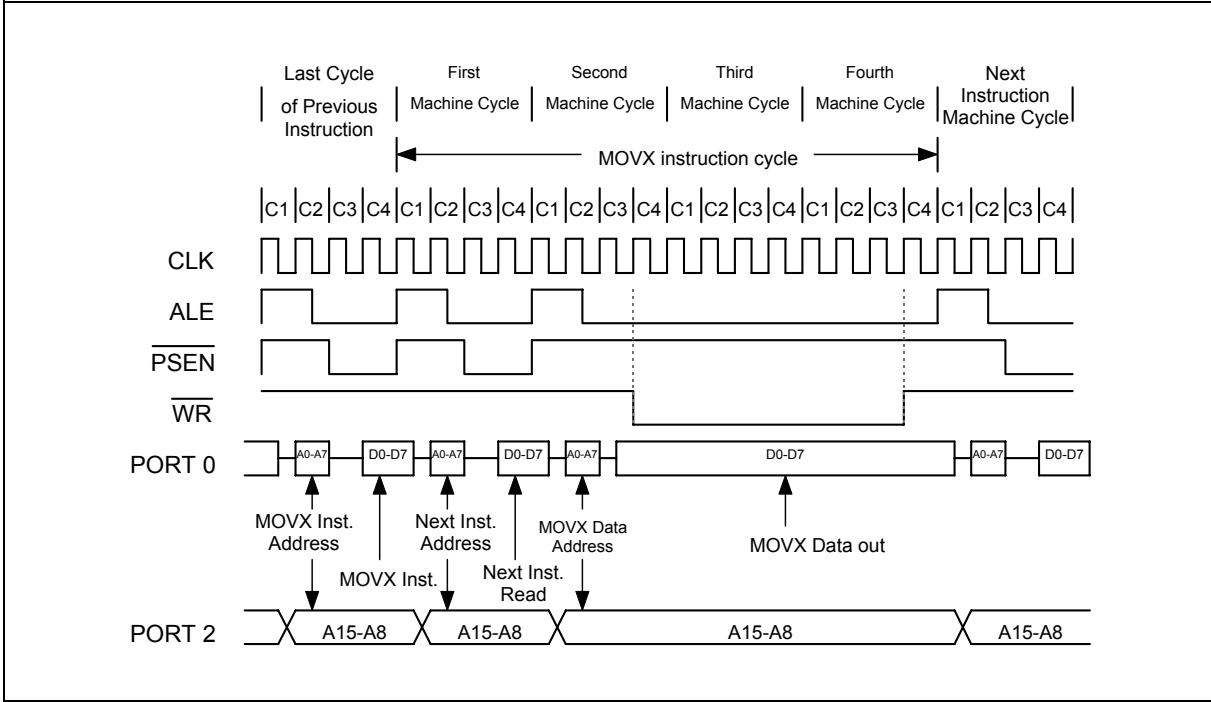 Last Cycle
of Previous
Instruction
First
Machine Cycle
Second
Machine Cycle
Third
Machine Cycle
Fourth
Machine Cycle
Next
Instruction
Machine Cycle
MOVX instruction cycle
C1 C2 C3 C4 C1 C2 C3 C4 C1 C2 C3 C4 C1 C2 C3 C4 C1 C2 C3 C4 C1 C2 C3 C4
CLK
ALE
PSEN
WR
PORT 0
A0-A7 D0-D7 A0-A7 D0-D7 A0-A7 D0-D7 A0-A7 D0-D7
MOVX Inst.
Address
MOVX Inst.
Next Inst.
Address
Next Inst.
Read
MOVX Data
Address
MOVX Data out
PORT 2
A15-A8 A15-A8 A15-A8 A15-A8